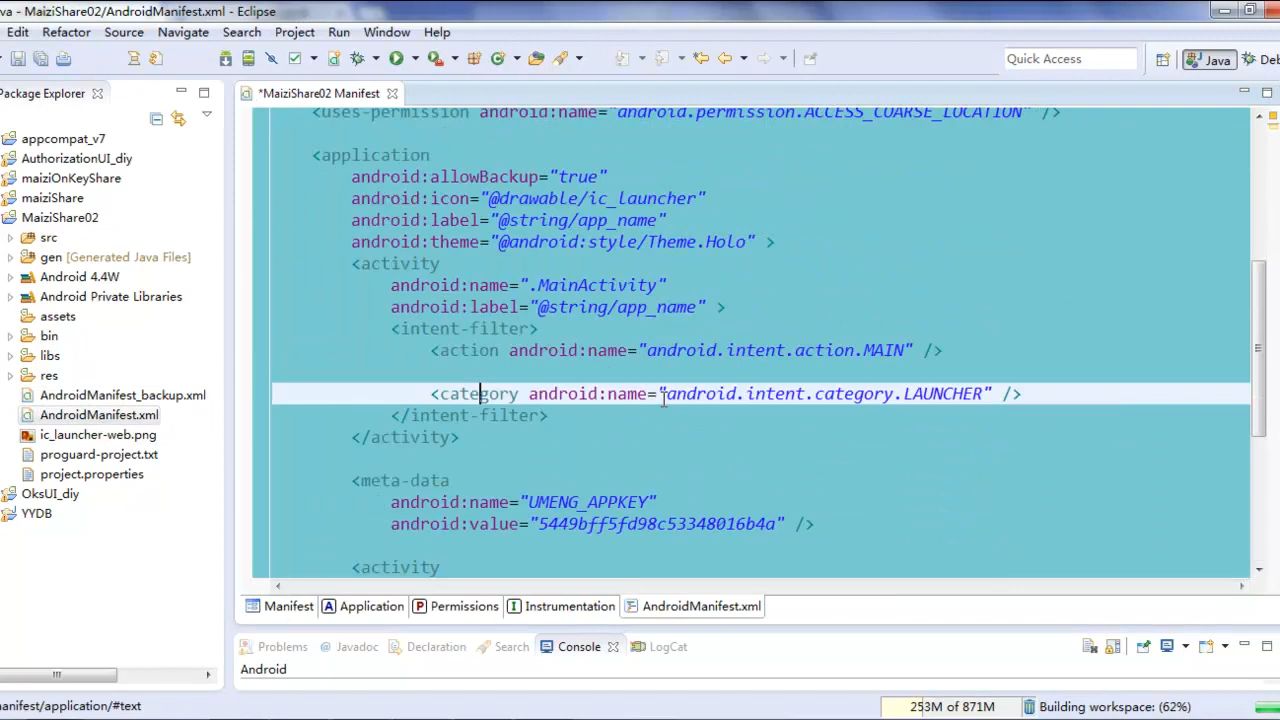 va - MaiziShare02/AndroidManifest.xml - Eclipse
Edit Refactor Source Navigate Search Project Run Window Help
Quick Access
Java
Deb
Package Explorer
*MaiziShare02 Manifest
appcompat_v7
AuthorizationUI_diy
maiziOnKeyShare
maiziShare
MaiziShare02
src
gen [Generated Java Files]
Android 4.4W
Android Private Libraries
assets
bin
libs
res
AndroidManifest_backup.xml
AndroidManifest.xml
ic_launcher-web.png
proguard-project.txt
project.properties
OksUI_diy
YYDB
<uses-permission android:name="android.permission.ACCESS_COARSE_LOCATION" />
<application
android:allowBackup="true"
android:icon="@drawable/ic_launcher"
android:label="@string/app_name"
android:theme="@android:style/Theme.Holo" >
<activity
android:name=".MainActivity"
android:label="@string/app_name" >
<intent-filter>
<action android:name="android.intent.action.MAIN" />
<category android:name="android.intent.category.LAUNCHER" />
</intent-filter>
</activity>
<meta-data
android:name="UMENG_APPKEY"
android:value="5449bff5fd98c53348016b4a" />
<activity
Manifest Application Permissions Instrumentation AndroidManifest.xml
Problems Javadoc Declaration Search Console LogCat
Android
manifest/application/#text
253M of 871M
Building workspace: (62%)